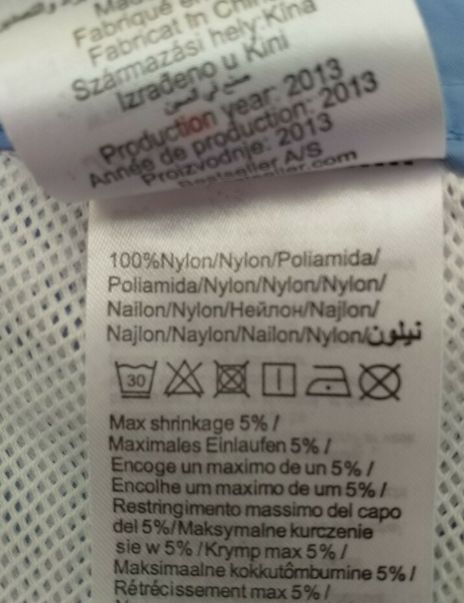 Fabriqué en
Fabricat în Chin
Származási hely:Kína
Izrađeno u Kini
صنع في الصين
Production year: 2013
Année de production: 2013
Proizvodnje: 2013
Bestseller A/S
100%Nylon/Nylon/Poliamida/
Poliamida/Nylon/Nylon/Nylon/
Nailon/Nylon/Нейлон/Najlon/
Najlon/Naylon/Nailon/Nylon/نيلون
30
Max shrinkage 5% /
Maximales Einlaufen 5% /
Encoge un maximo de un 5% /
Encolhe um maximo de um 5% /
Restringimento massimo del capo
del 5%/Maksymalne kurczenie
sie w 5% /Krymp max 5% /
Maksimaalne kokkutõmbumine 5% /
Rétrécissement max 5% /